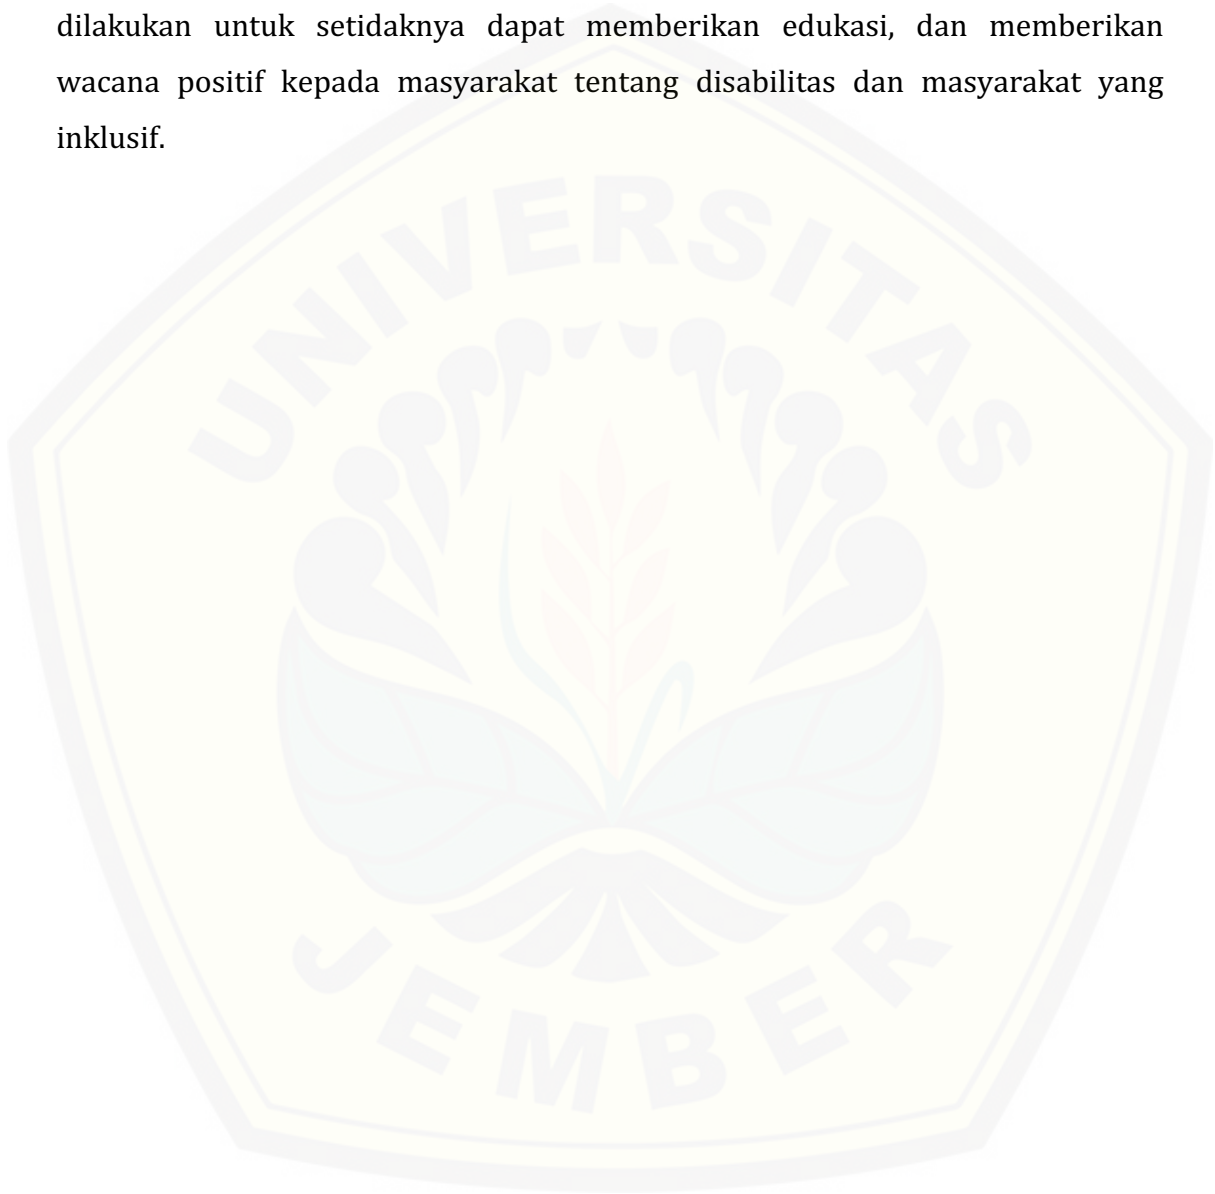 dilakukan untuk setidaknya dapat memberikan edukasi, dan memberikan
wacana positif kepada masyarakat tentang disabilitas dan masyarakat yang
inklusif.
UNIVERSITAS
JEMBER